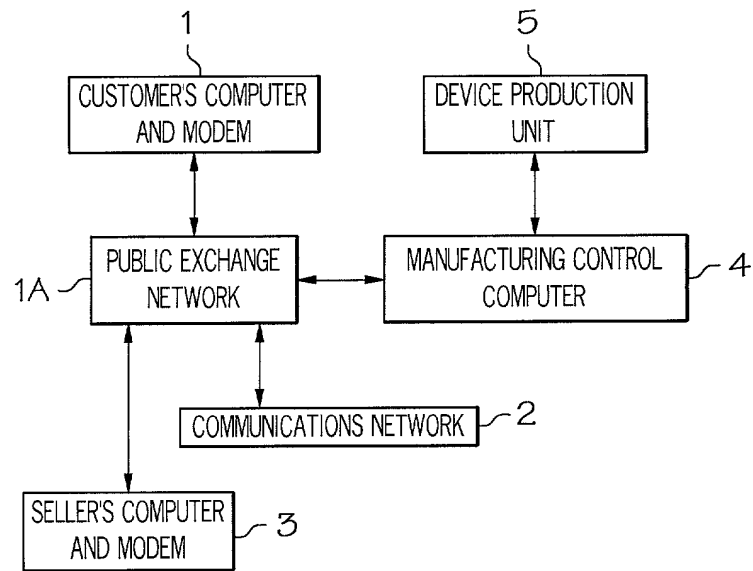 1
CUSTOMER'S COMPUTER
AND MODEM
5
DEVICE PRODUCTION
UNIT
1A
PUBLIC EXCHANGE
NETWORK
MANUFACTURING CONTROL
COMPUTER
4
COMMUNICATIONS NETWORK
2
SELLER'S COMPUTER
AND MODEM
3